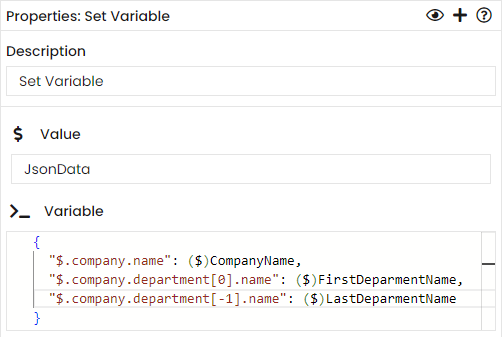 Properties: Set Variable
Description
Set Variable
$ Value
JsonData
Variable
{
"$.company.name": ($)CompanyName,
"$.company.department[0].name": ($)FirstDeparmentName,
"$.company.department[-1].name": ($)LastDeparmentName
}